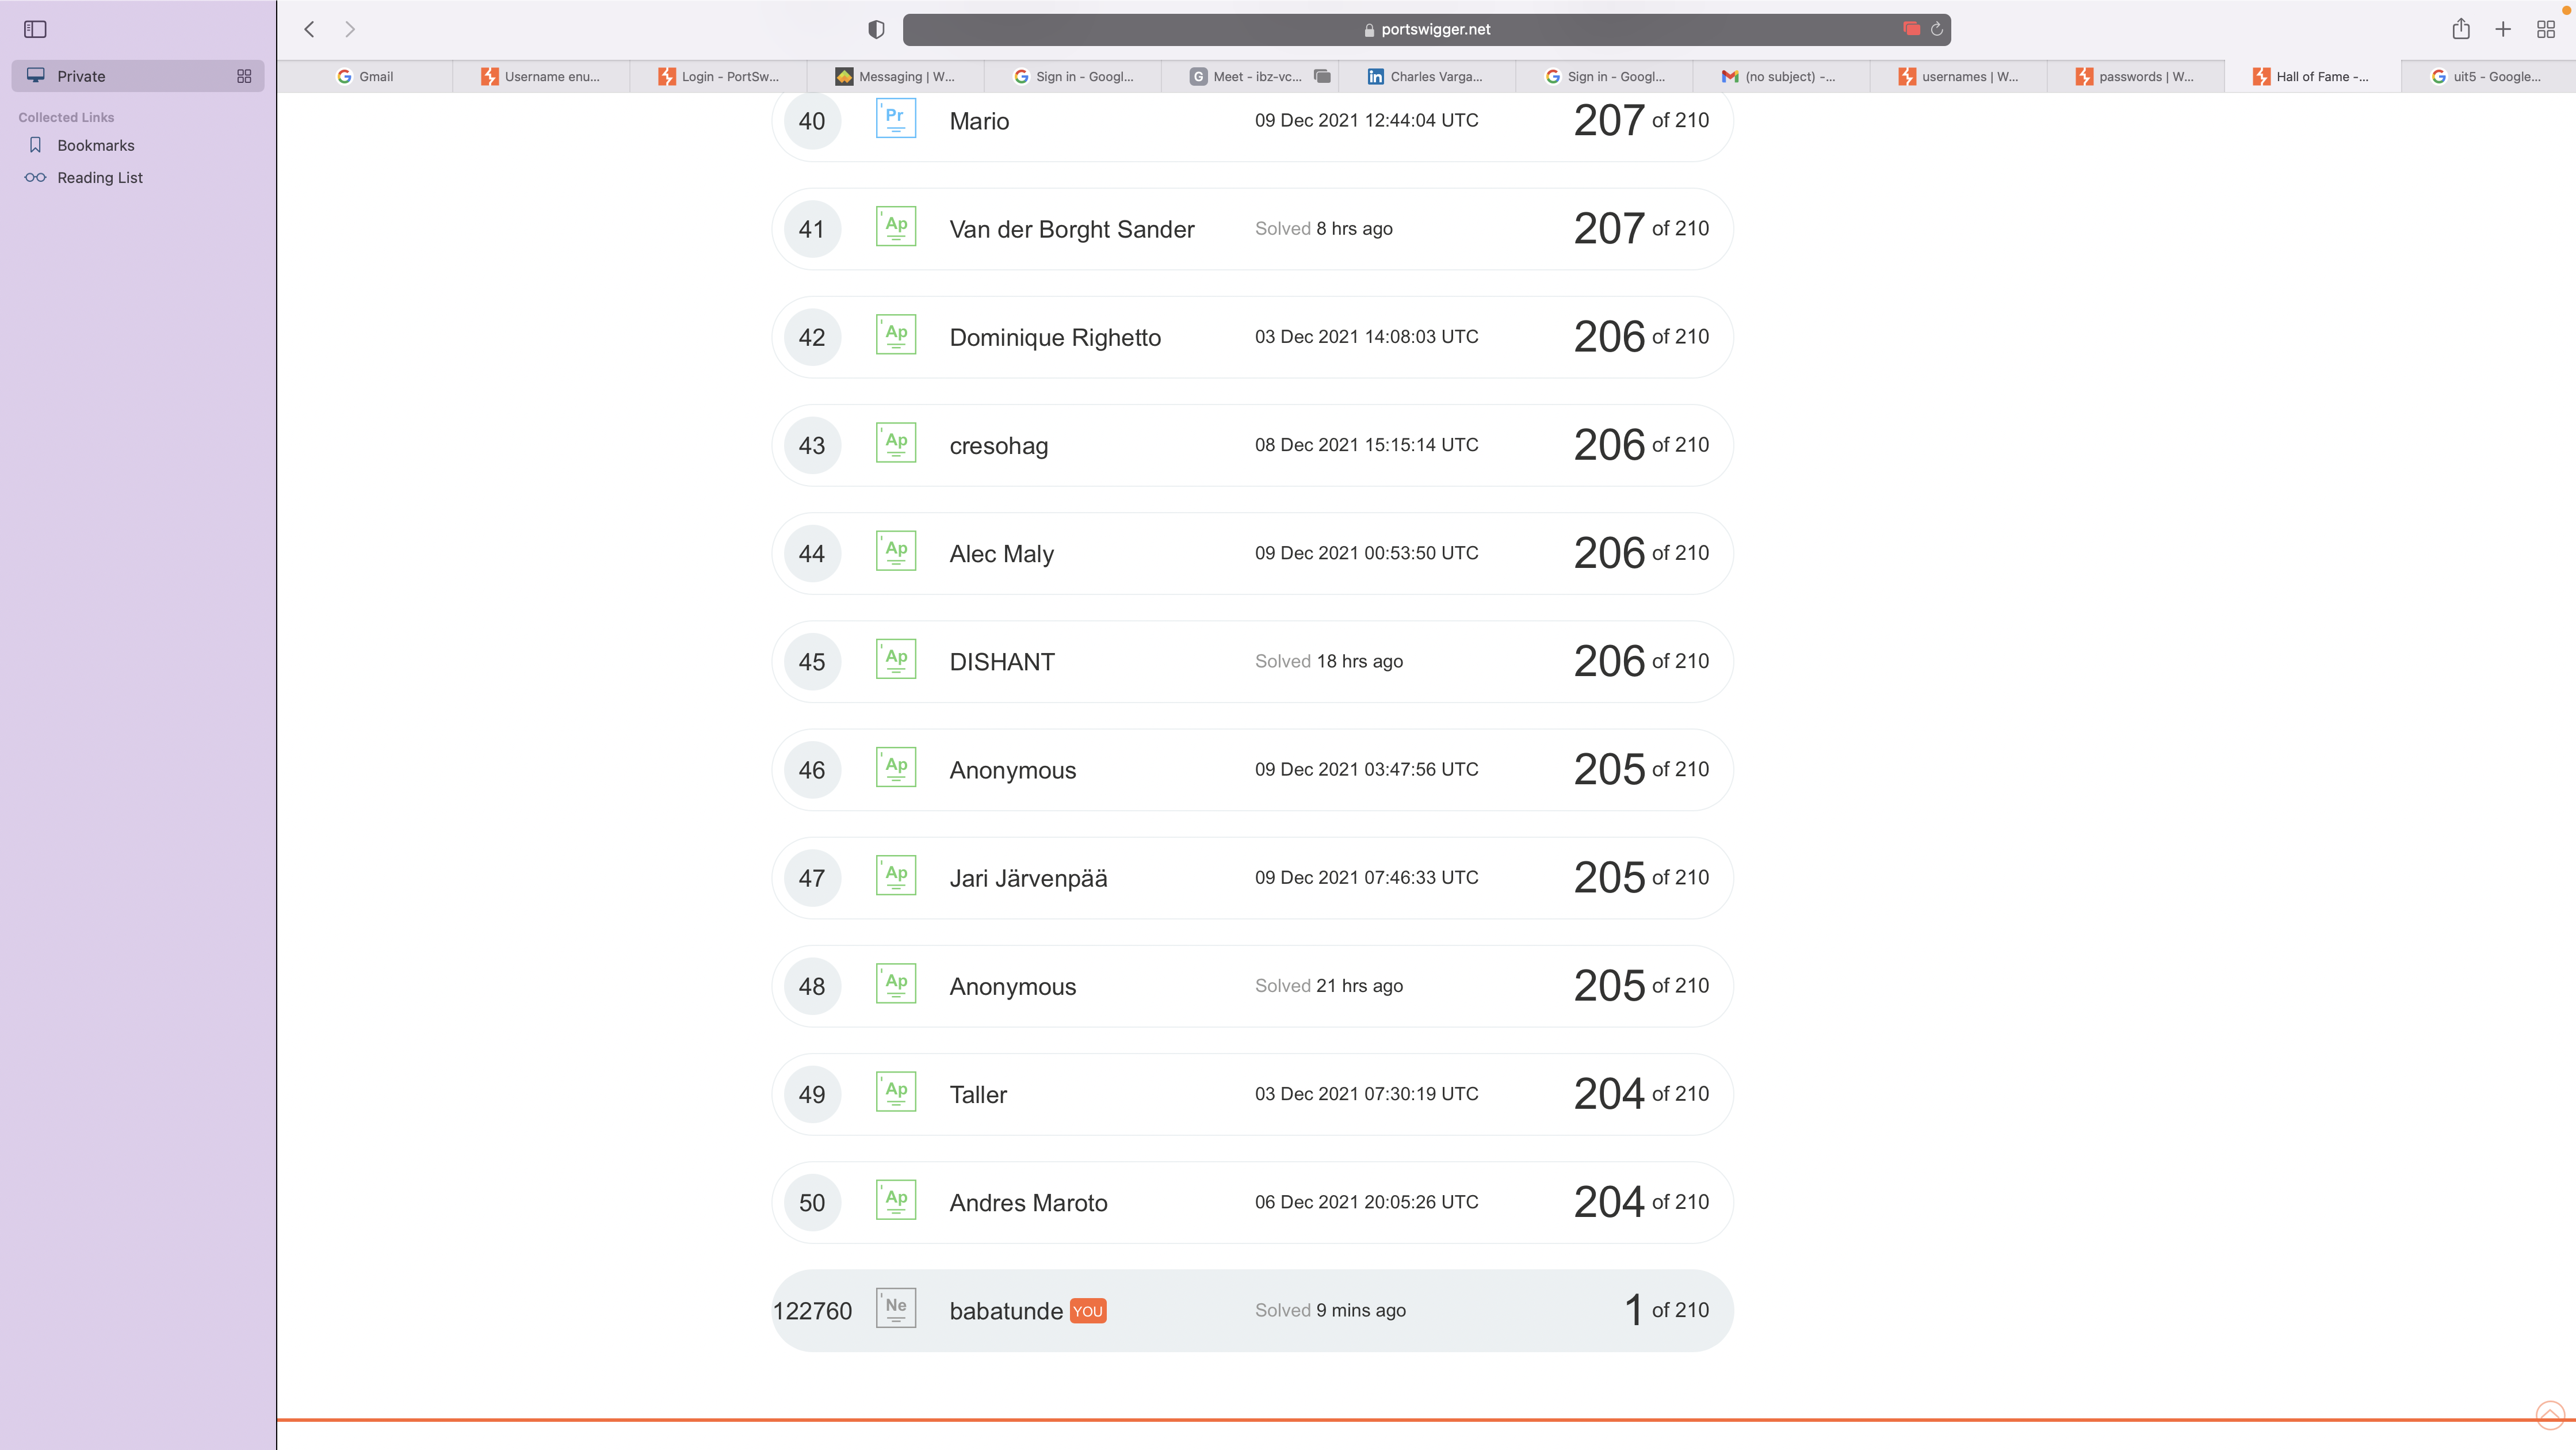 portswigger.net
Private
Gmail
Username enu...
Login - PortSw...
Messaging | W...
Sign in - Googl...
G Meet - ibz-vc...
in Charles Varga...
Sign in - Googl...
(no subject) -...
usernames | W...
passwords | W...
Hall of Fame -...
uit5 - Google...
Collected Links
Bookmarks
Reading List
40 Pr Mario 09 Dec 2021 12:44:04 UTC 207 of 210
41 Ap Van der Borght Sander Solved 8 hrs ago 207 of 210
42 Ap Dominique Righetto 03 Dec 2021 14:08:03 UTC 206 of 210
43 Ap cresohag 08 Dec 2021 15:15:14 UTC 206 of 210
44 Ap Alec Maly 09 Dec 2021 00:53:50 UTC 206 of 210
45 Ap DISHANT Solved 18 hrs ago 206 of 210
46 Ap Anonymous 09 Dec 2021 03:47:56 UTC 205 of 210
47 Ap Jari Järvenpää 09 Dec 2021 07:46:33 UTC 205 of 210
48 Ap Anonymous Solved 21 hrs ago 205 of 210
49 Ap Taller 03 Dec 2021 07:30:19 UTC 204 of 210
50 Ap Andres Maroto 06 Dec 2021 20:05:26 UTC 204 of 210
122760 Ne babatunde YOU Solved 9 mins ago 1 of 210